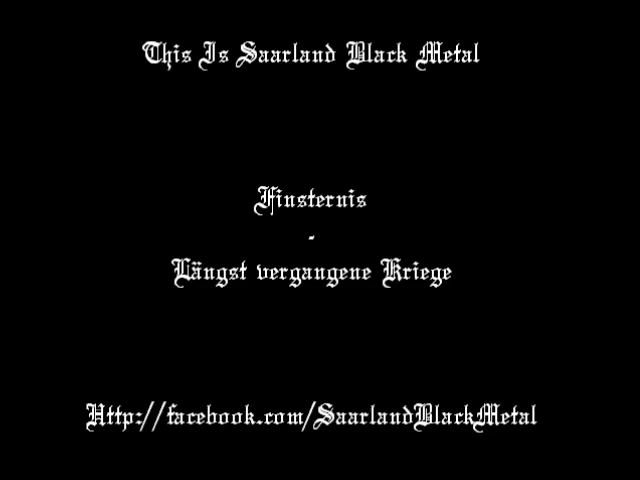 This Is Saarland Black Metal
Finsternis
-
Längst vergangene Kriege
Http://facebook.com/SaarlandBlackMetal